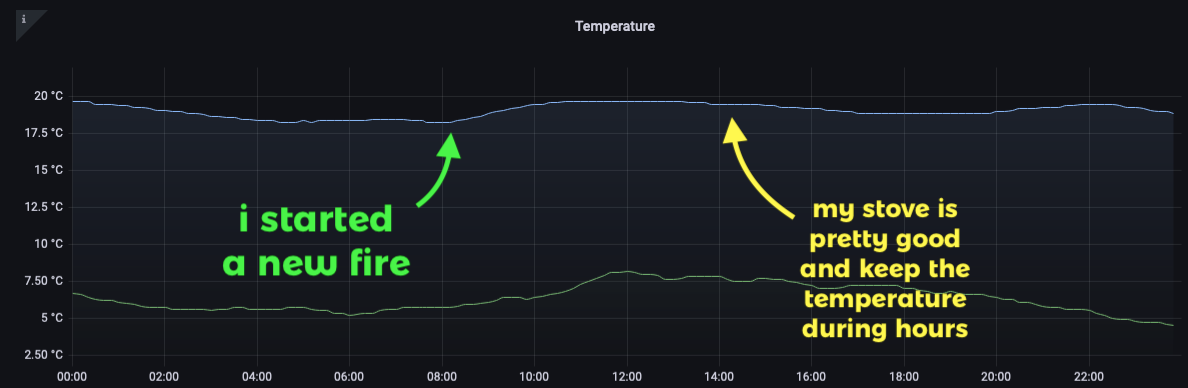 i
Temperature
20 °C
17.5 °C
15 °C
12.5 °C
10 °C
7.50 °C
5 °C
2.50 °C
00:00 02:00 04:00 06:00 08:00 10:00 12:00 14:00 16:00 18:00 20:00 22:00
i started
a new fire
my stove is
pretty good
and keep the
temperature
during hours